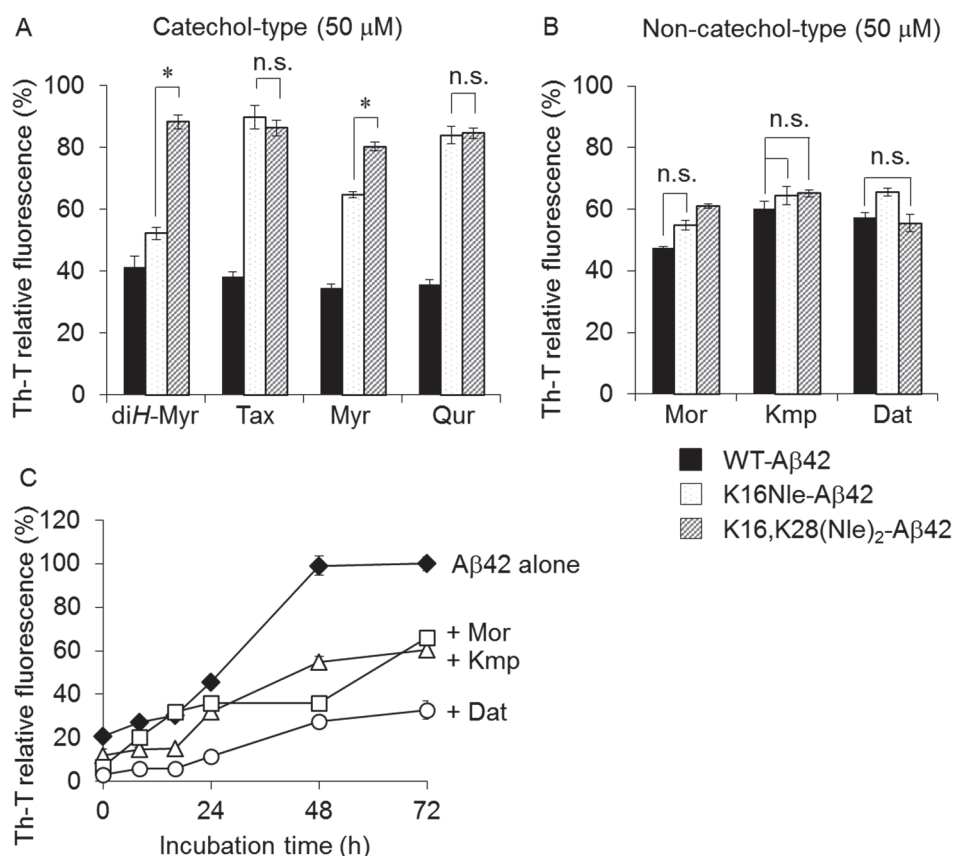 A
Catechol-type (50 μM)
Th-T relative fluorescence (%)
100
80
60
40
20
0
*
n.s.
*
n.s.
diH-Myr
Tax
Myr
Qur
B
Non-catechol-type (50 μM)
Th-T relative fluorescence (%)
100
80
60
40
20
0
n.s.
n.s.
n.s.
n.s.
Mor
Kmp
Dat
WT-Aβ42
K16Nle-Aβ42
K16,K28(Nle)₂-Aβ42
C
Th-T relative fluorescence (%)
120
100
80
60
40
20
0
Aβ42 alone
+ Mor
+ Kmp
+ Dat
0
24
48
72
Incubation time (h)